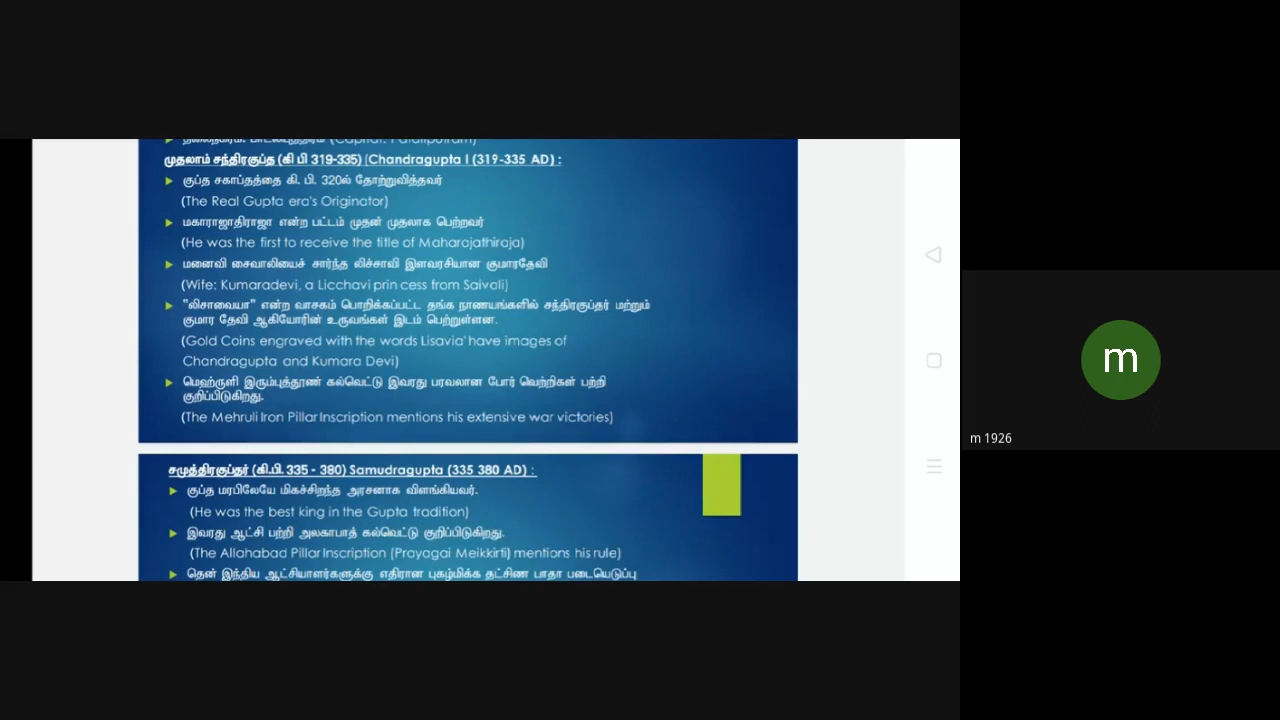 (Capital: Pataliputram)
முதலாம் சந்திரகுப்த (கி பி 319-335) (Chandragupta I (319-335 AD) :
குப்த சகாப்தத்தை கி. பி. 320ல் தோற்றுவித்தவர்
(The Real Gupta era's Originator)
மகாராஜாதிராஜா என்ற பட்டம் முதன் முதலாக பெற்றவர்
(He was the first to receive the title of Maharajathiraja)
மனைவி சைவாலியைச் சார்ந்த லிச்சாவி இளவரசியான குமாரதேவி
(Wife: Kumaradevi, a Licchavi prin cess from Saivali)
"லிசாவையா" என்ற வாசகம் பொறிக்கப்பட்ட தங்க நாணயங்களில் சந்திரகுப்தர் மற்றும்
குமார தேவி ஆகியோரின் உருவங்கள் இடம் பெற்றுள்ளன.
(Gold Coins engraved with the words Lisavia' have images of
Chandragupta and Kumara Devi)
மெஹ்ருளி இரும்புத்தூண் கல்வெட்டு இவரது பரவலான போர் வெற்றிகள் பற்றி
குறிப்பிடுகிறது.
(The Mehruli Iron Pillar Inscription mentions his extensive war victories)
சமுத்திரகுப்தர் (கி.பி. 335 - 380) Samudragupta (335 380 AD) :
குப்த மரபிலேயே மிகச்சிறந்த அரசனாக விளங்கியவர்.
(He was the best king in the Gupta tradition)
இவரது ஆட்சி பற்றி அலகாபாத் கல்வெட்டு குறிப்பிடுகிறது.
(The Allahabad Pillar Inscription (Prayagai Meikkirti) mentions his rule)
தென் இந்திய ஆட்சியாளர்களுக்கு எதிரான புகழ்மிக்க தட்சிண பாதா படையெடுப்பு
m
m 1926